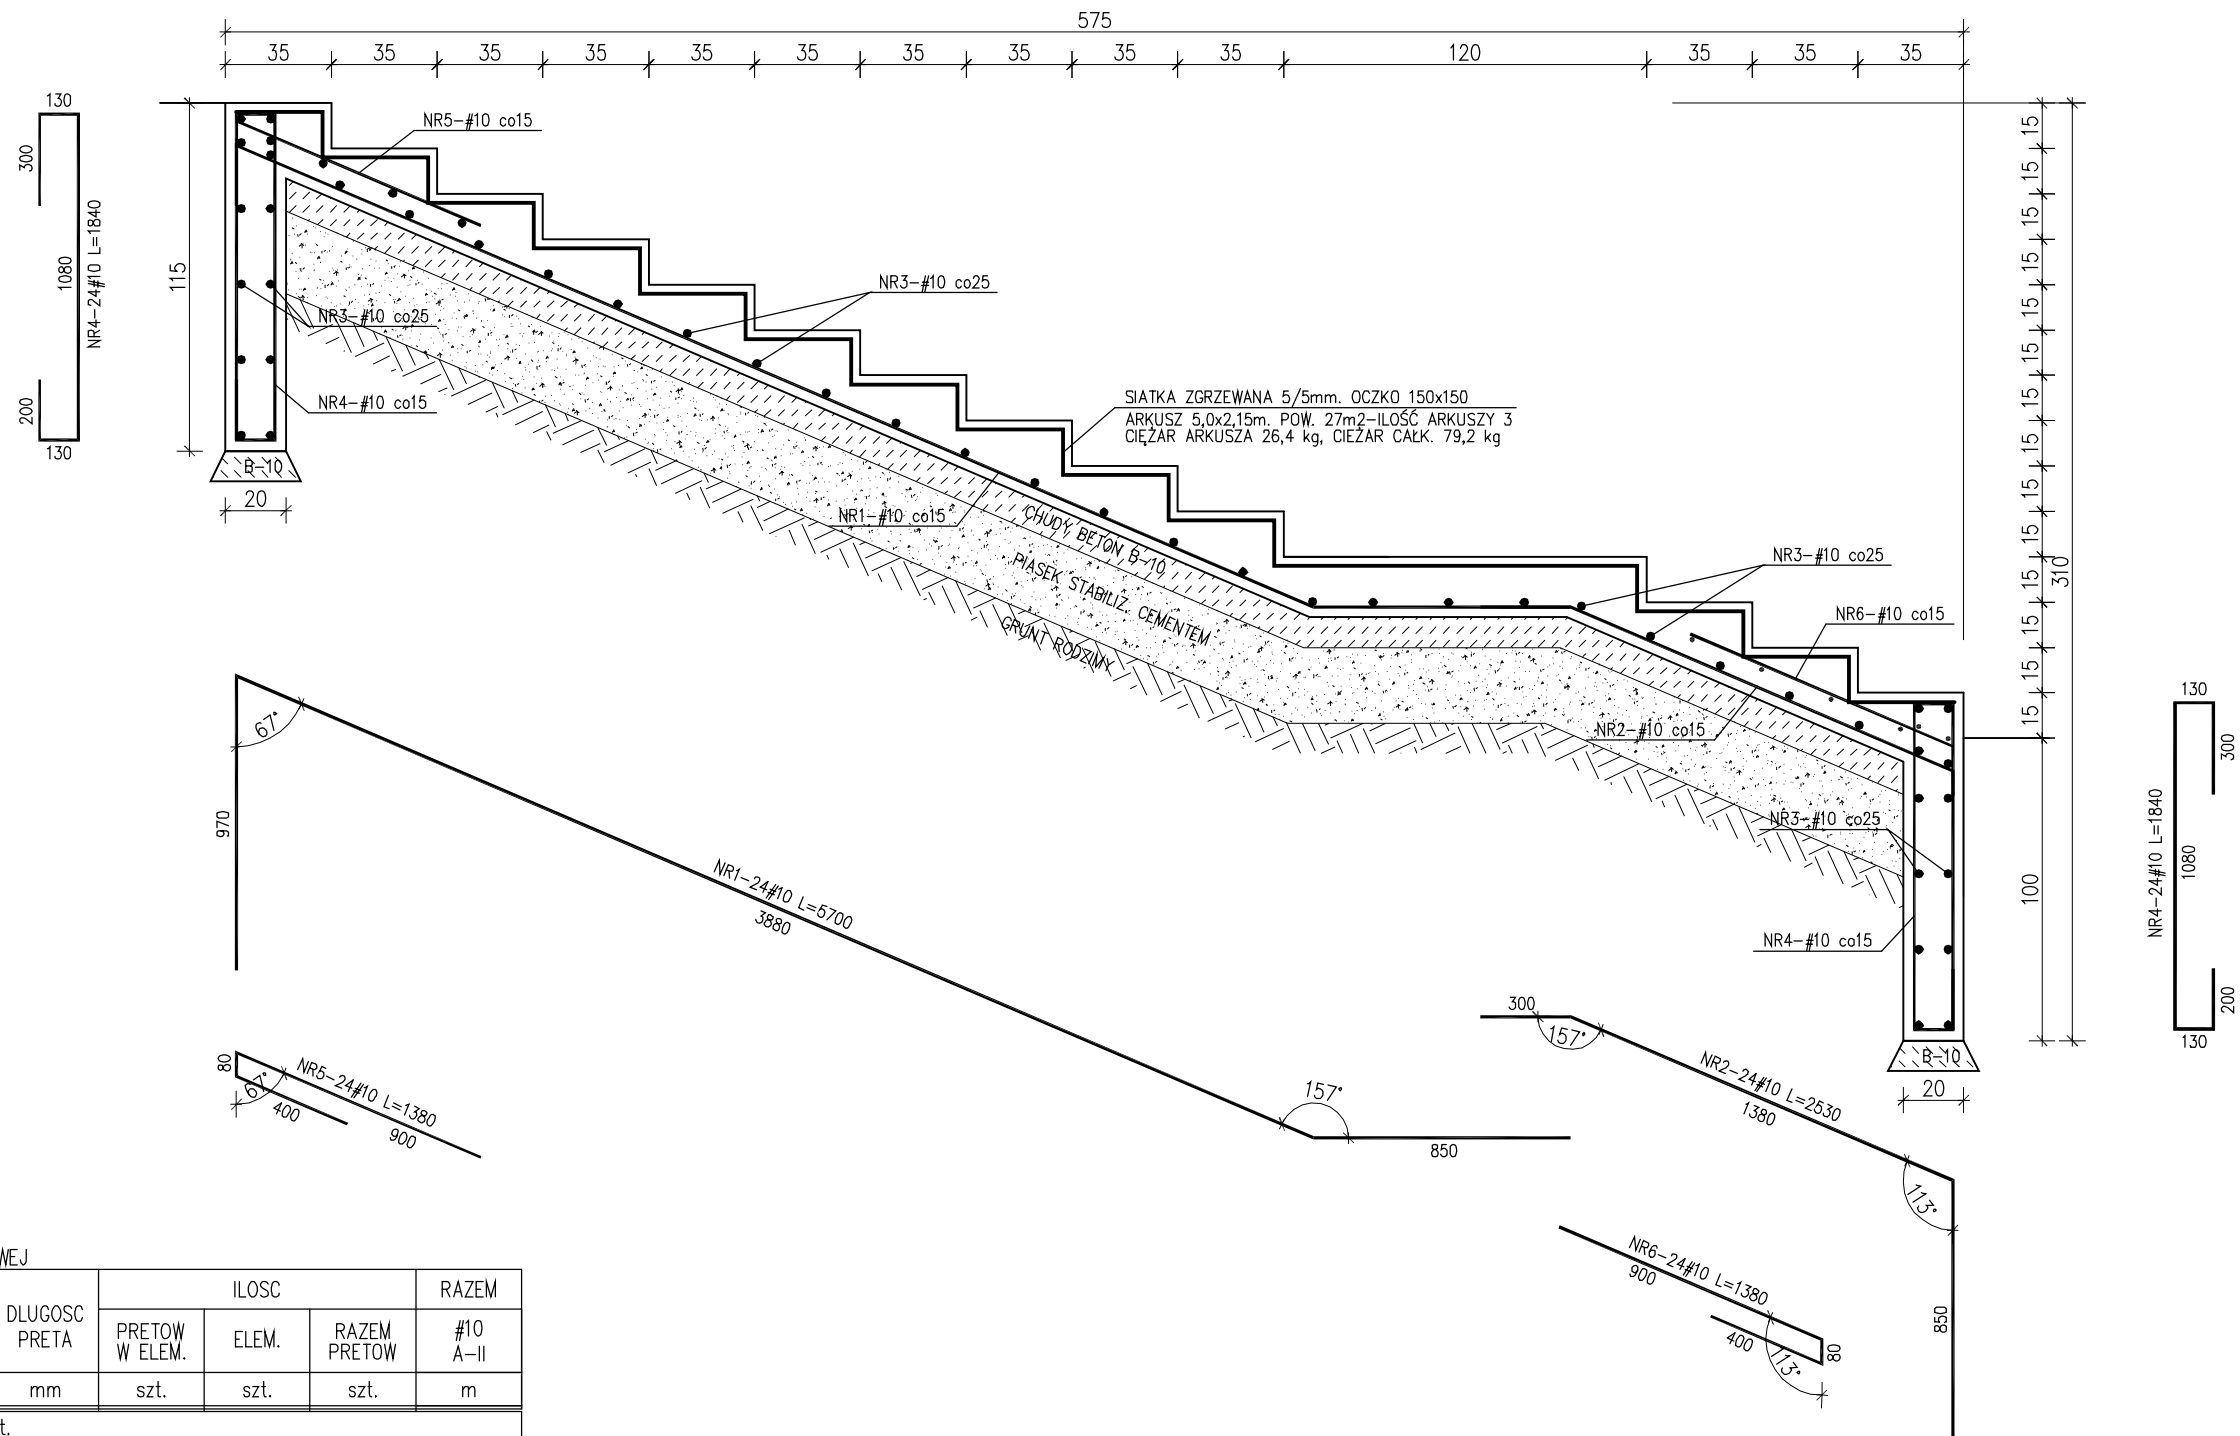 575
35 35 35 35 35 35 35 35 35 35 120 35 35 35
130
300
1080
NR4-24#10 L=1840
200
130
115
NR5-#10 co15
NR3-#10 co25
NR3-#10 co25
NR4-#10 co15
B-10
20
SIATKA ZGRZEWANA 5/5mm. OCZKO 150x150
ARKUSZ 5,0x2,15m. POW. 27m2-ILOŚĆ ARKUSZY 3
CIĘŻAR ARKUSZA 26,4 kg, CIEŻAR CAŁK. 79,2 kg
NR1-#10 co15
CHUDY BETON B-10
PIASEK STABILIZ. CEMENTEM
GRUNT RODZIMY
NR3-#10 co25
NR6-#10 co15
NR2-#10 co15
NR3-#10 co25
NR4-#10 co15
B-10
20
15
15
15
15
15
15
15
15
15
15
15
15
15
15
310
100
130
300
1080
NR4-24#10 L=1840
200
130
67°
970
NR1-24#10 L=5700
3880
157°
850
80
67°
NR5-24#10 L=1380
400
900
300
157°
NR2-24#10 L=2530
1380
113°
850
NR6-24#10 L=1380
900
400
113°
80
WEJ
DLUGOSC PRETA
ILOSC
RAZEM
PRETOW W ELEM.
ELEM.
RAZEM PRETOW
#10 A-II
mm szt. szt. szt. m
t.